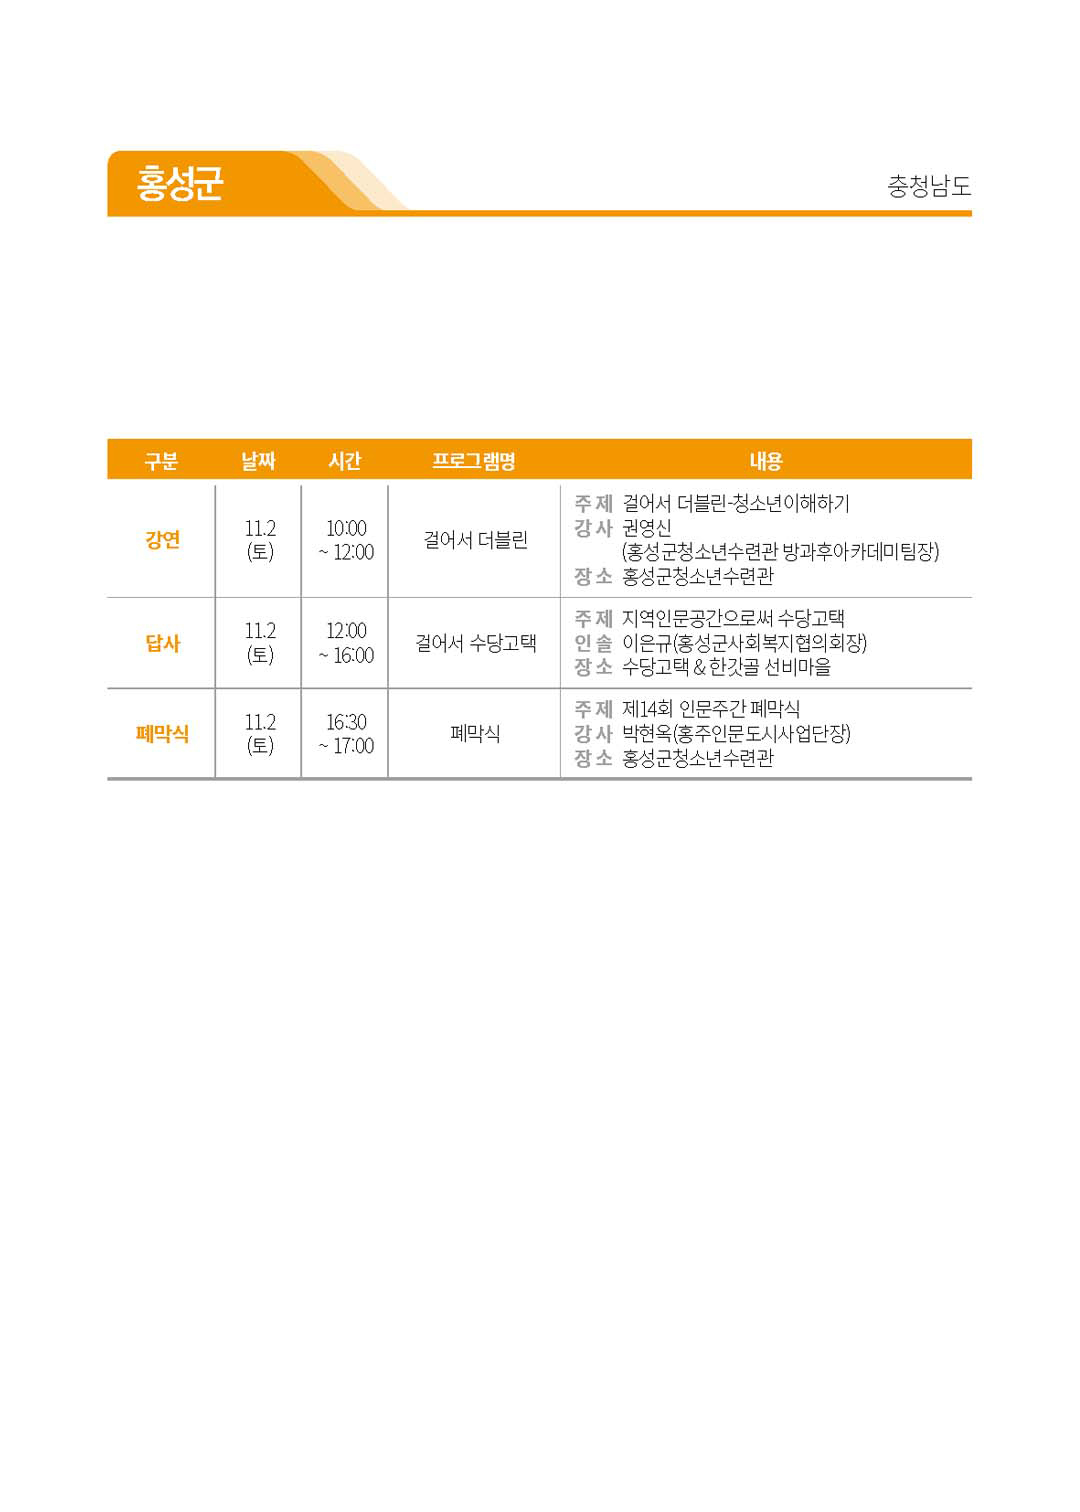 홍성군
충청남도
구분 날짜 시간 프로그램명 내용
강연
11.2
(토)
10:00
~ 12:00
걸어서 더블린
주제 걸어서 더블린-청소년이해하기
강사 권영신
(홍성군청소년수련관 방과후아카데미팀장)
장소 홍성군청소년수련관
답사
11.2
(토)
12:00
~ 16:00
걸어서 수당고택
주제 지역인문공간으로써 수당고택
인솔 이은규(홍성군사회복지협의회장)
장소 수당고택 & 한갓골 선비마을
폐막식
11.2
(토)
16:30
~ 17:00
폐막식
주제 제14회 인문주간 폐막식
강사 박현옥(홍주인문도시사업단장)
장소 홍성군청소년수련관